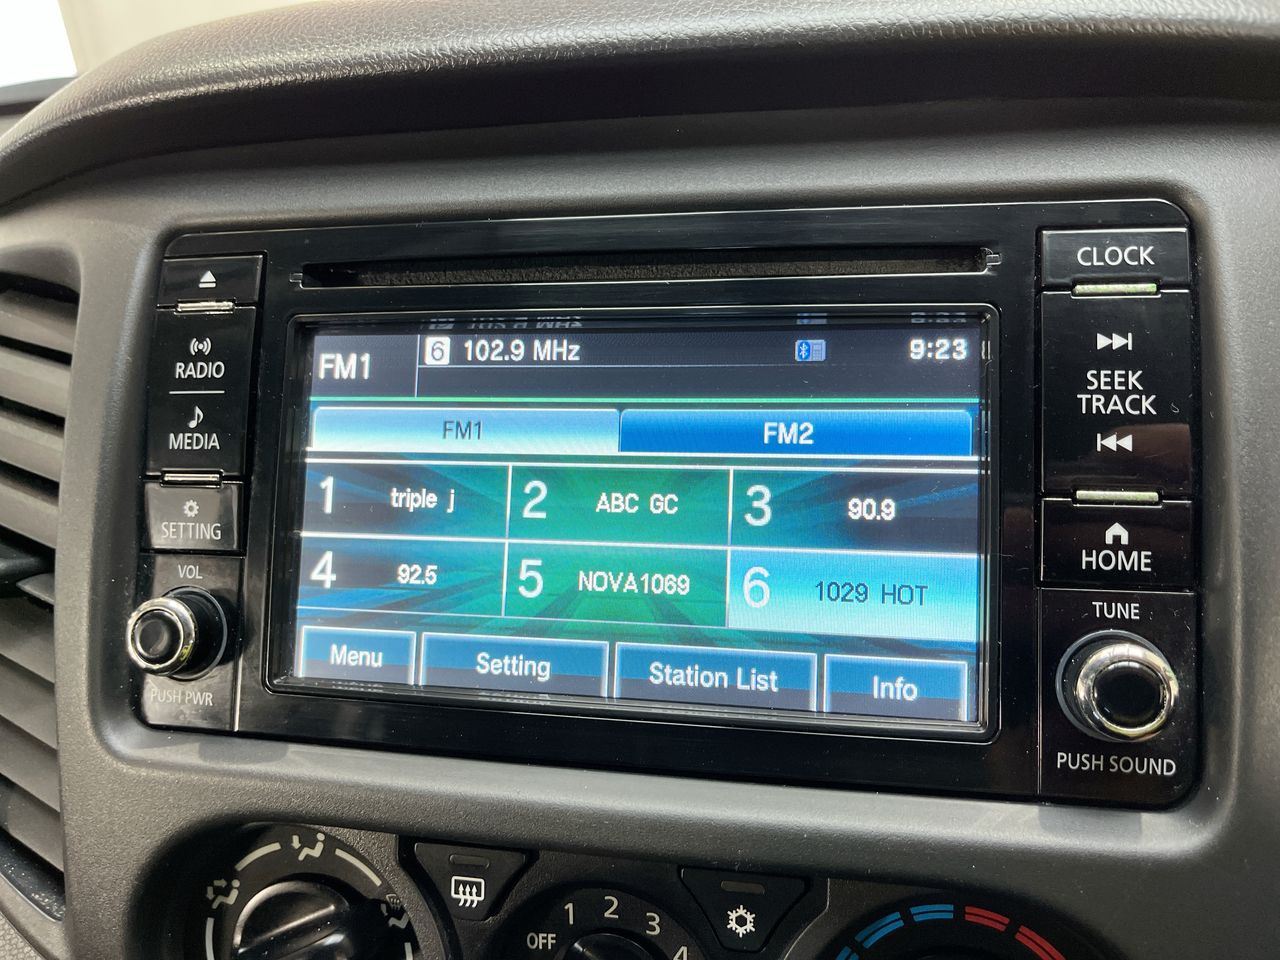 CLOCK
RADIO
MEDIA
SETTING
VOL
PUSH PWR
FM1
6 102.9 MHz
9:23
FM1 FM2
1 triple j
2 ABC GC
3 90.9
4 92.5
5 NOVA1069
6 1029 HOT
Menu Setting Station List Info
SEEK
TRACK
HOME
TUNE
PUSH SOUND
OFF 1 2 3 4